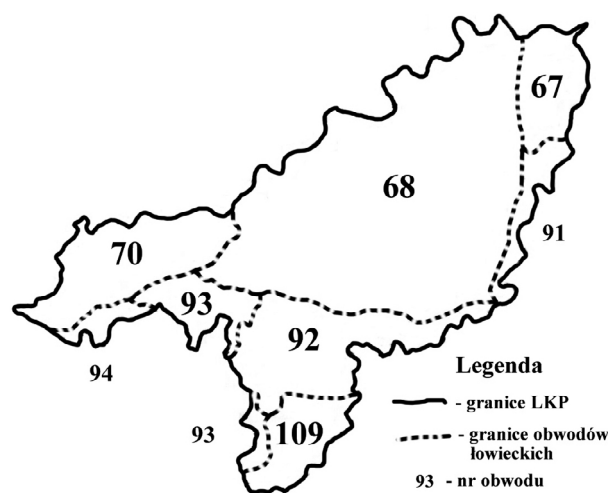 67
68
91
70
93
92
94
93
109
Legenda
- granice LKP
- granice obwodów
łowieckich
93 - nr obwodu